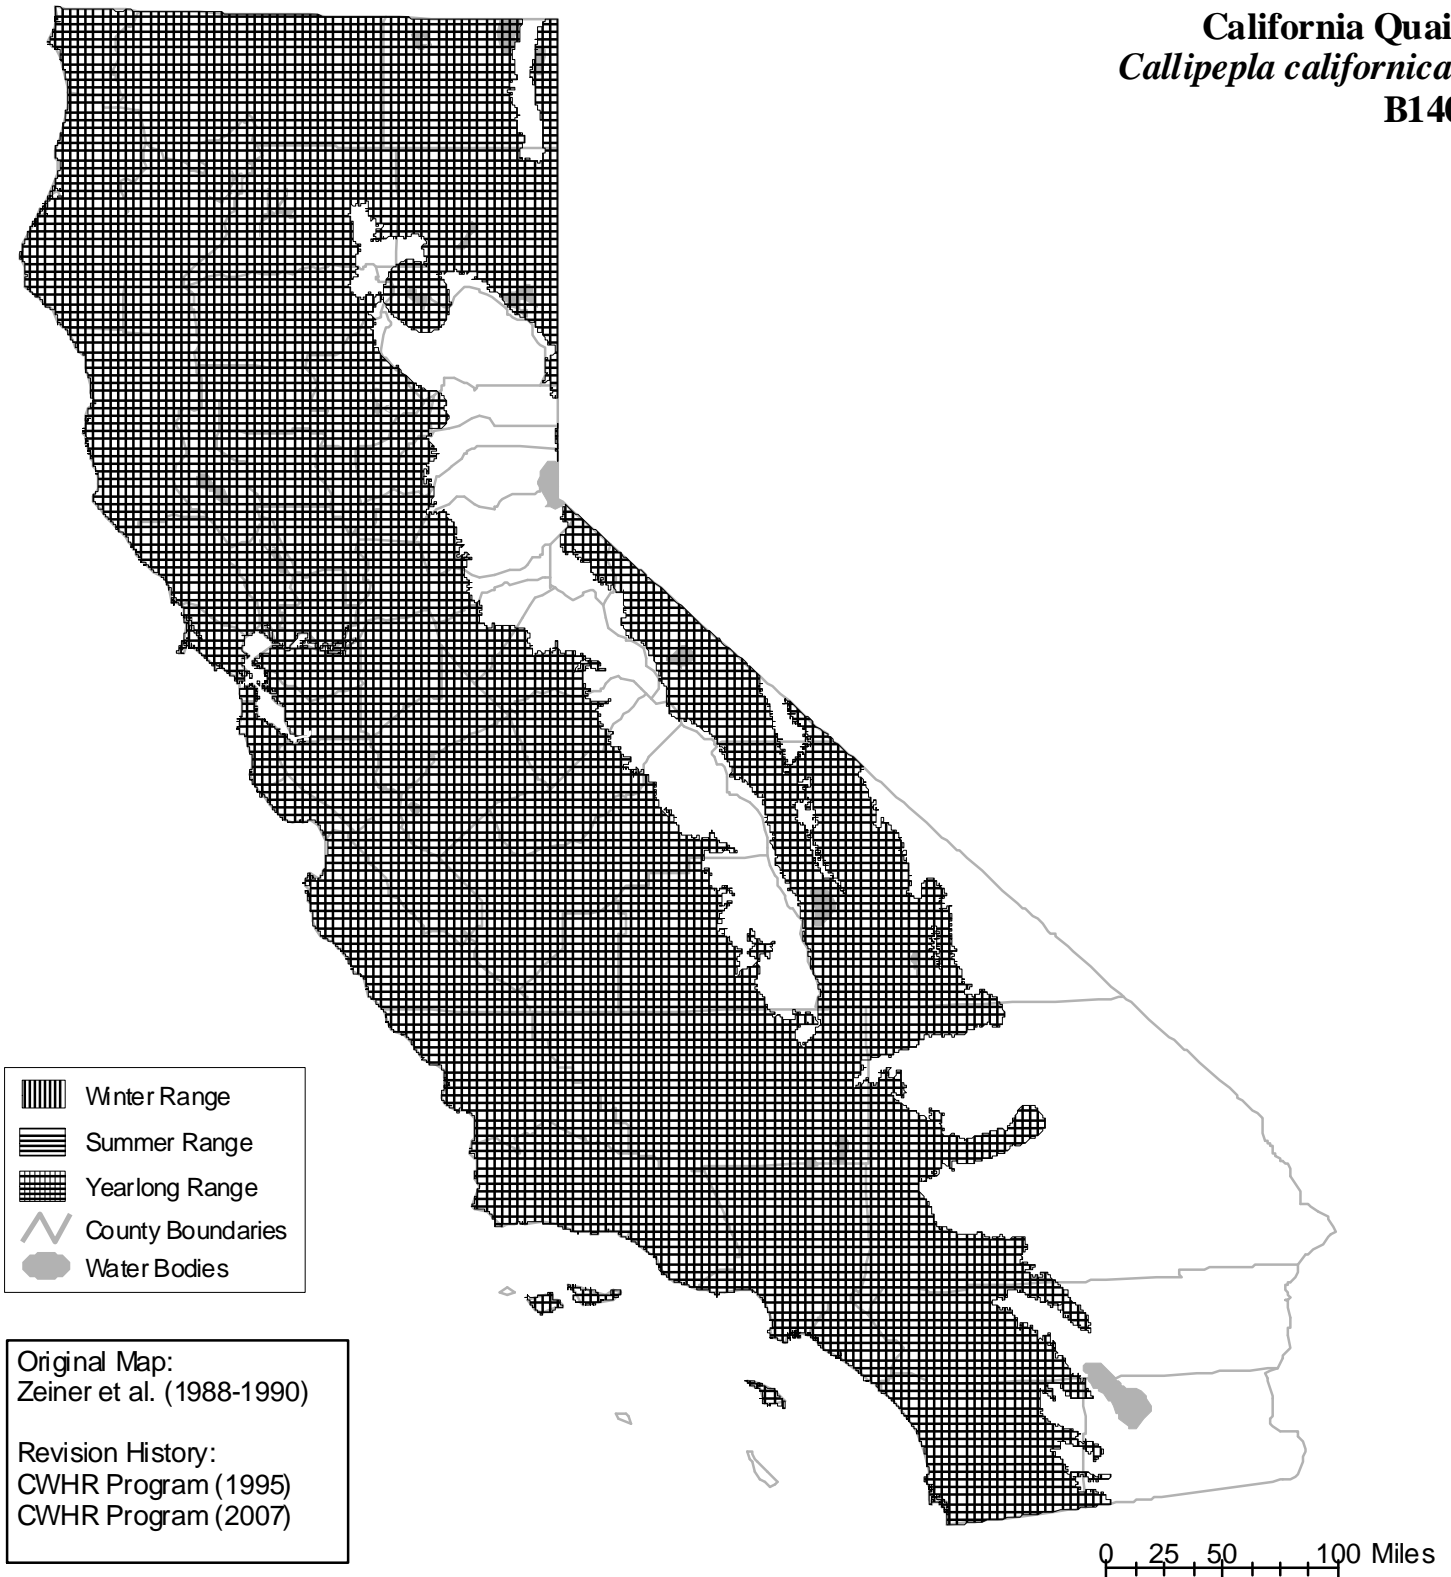 California Quai
Callipepla californica
B140
Winter Range
Summer Range
Yearlong Range
County Boundaries
Water Bodies
Original Map:
Zeiner et al. (1988-1990)
Revision History:
CWHR Program (1995)
CWHR Program (2007)
0 25 50 100 Miles